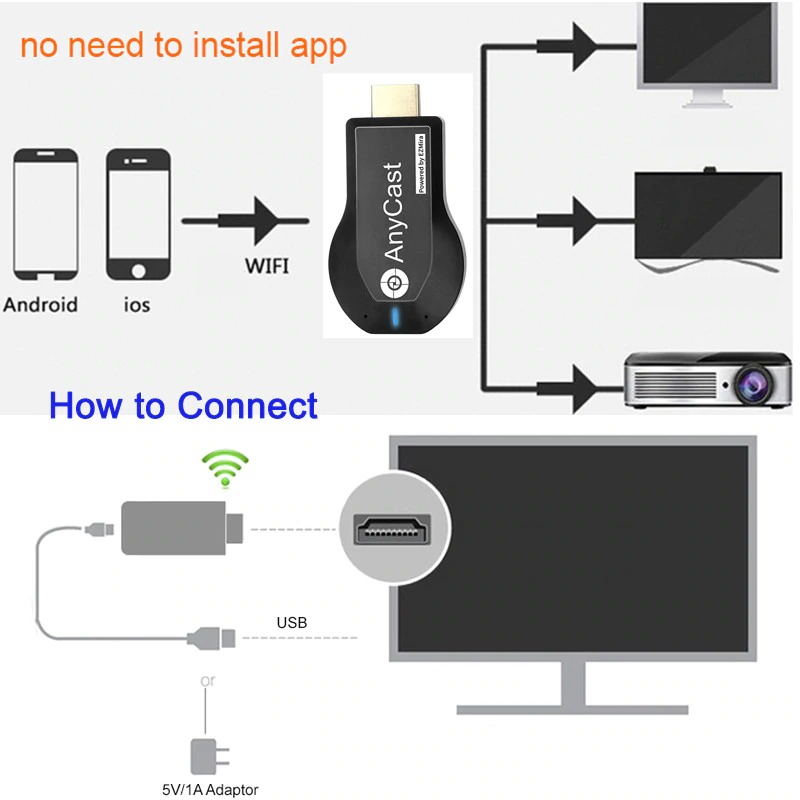 no need to install app
AnyCast
Powered by EZMira
WIFI
Android
ios
How to Connect
USB
or
5V/1A Adaptor